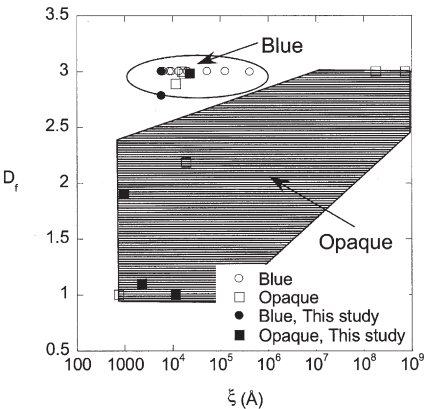 3.5
3
2.5
2
1.5
1
0.5
D_f
Blue
Opaque
○ Blue
□ Opaque
● Blue, This study
■ Opaque, This study
100 1000 10^4 10^5 10^6 10^7 10^8 10^9
ξ (Å)